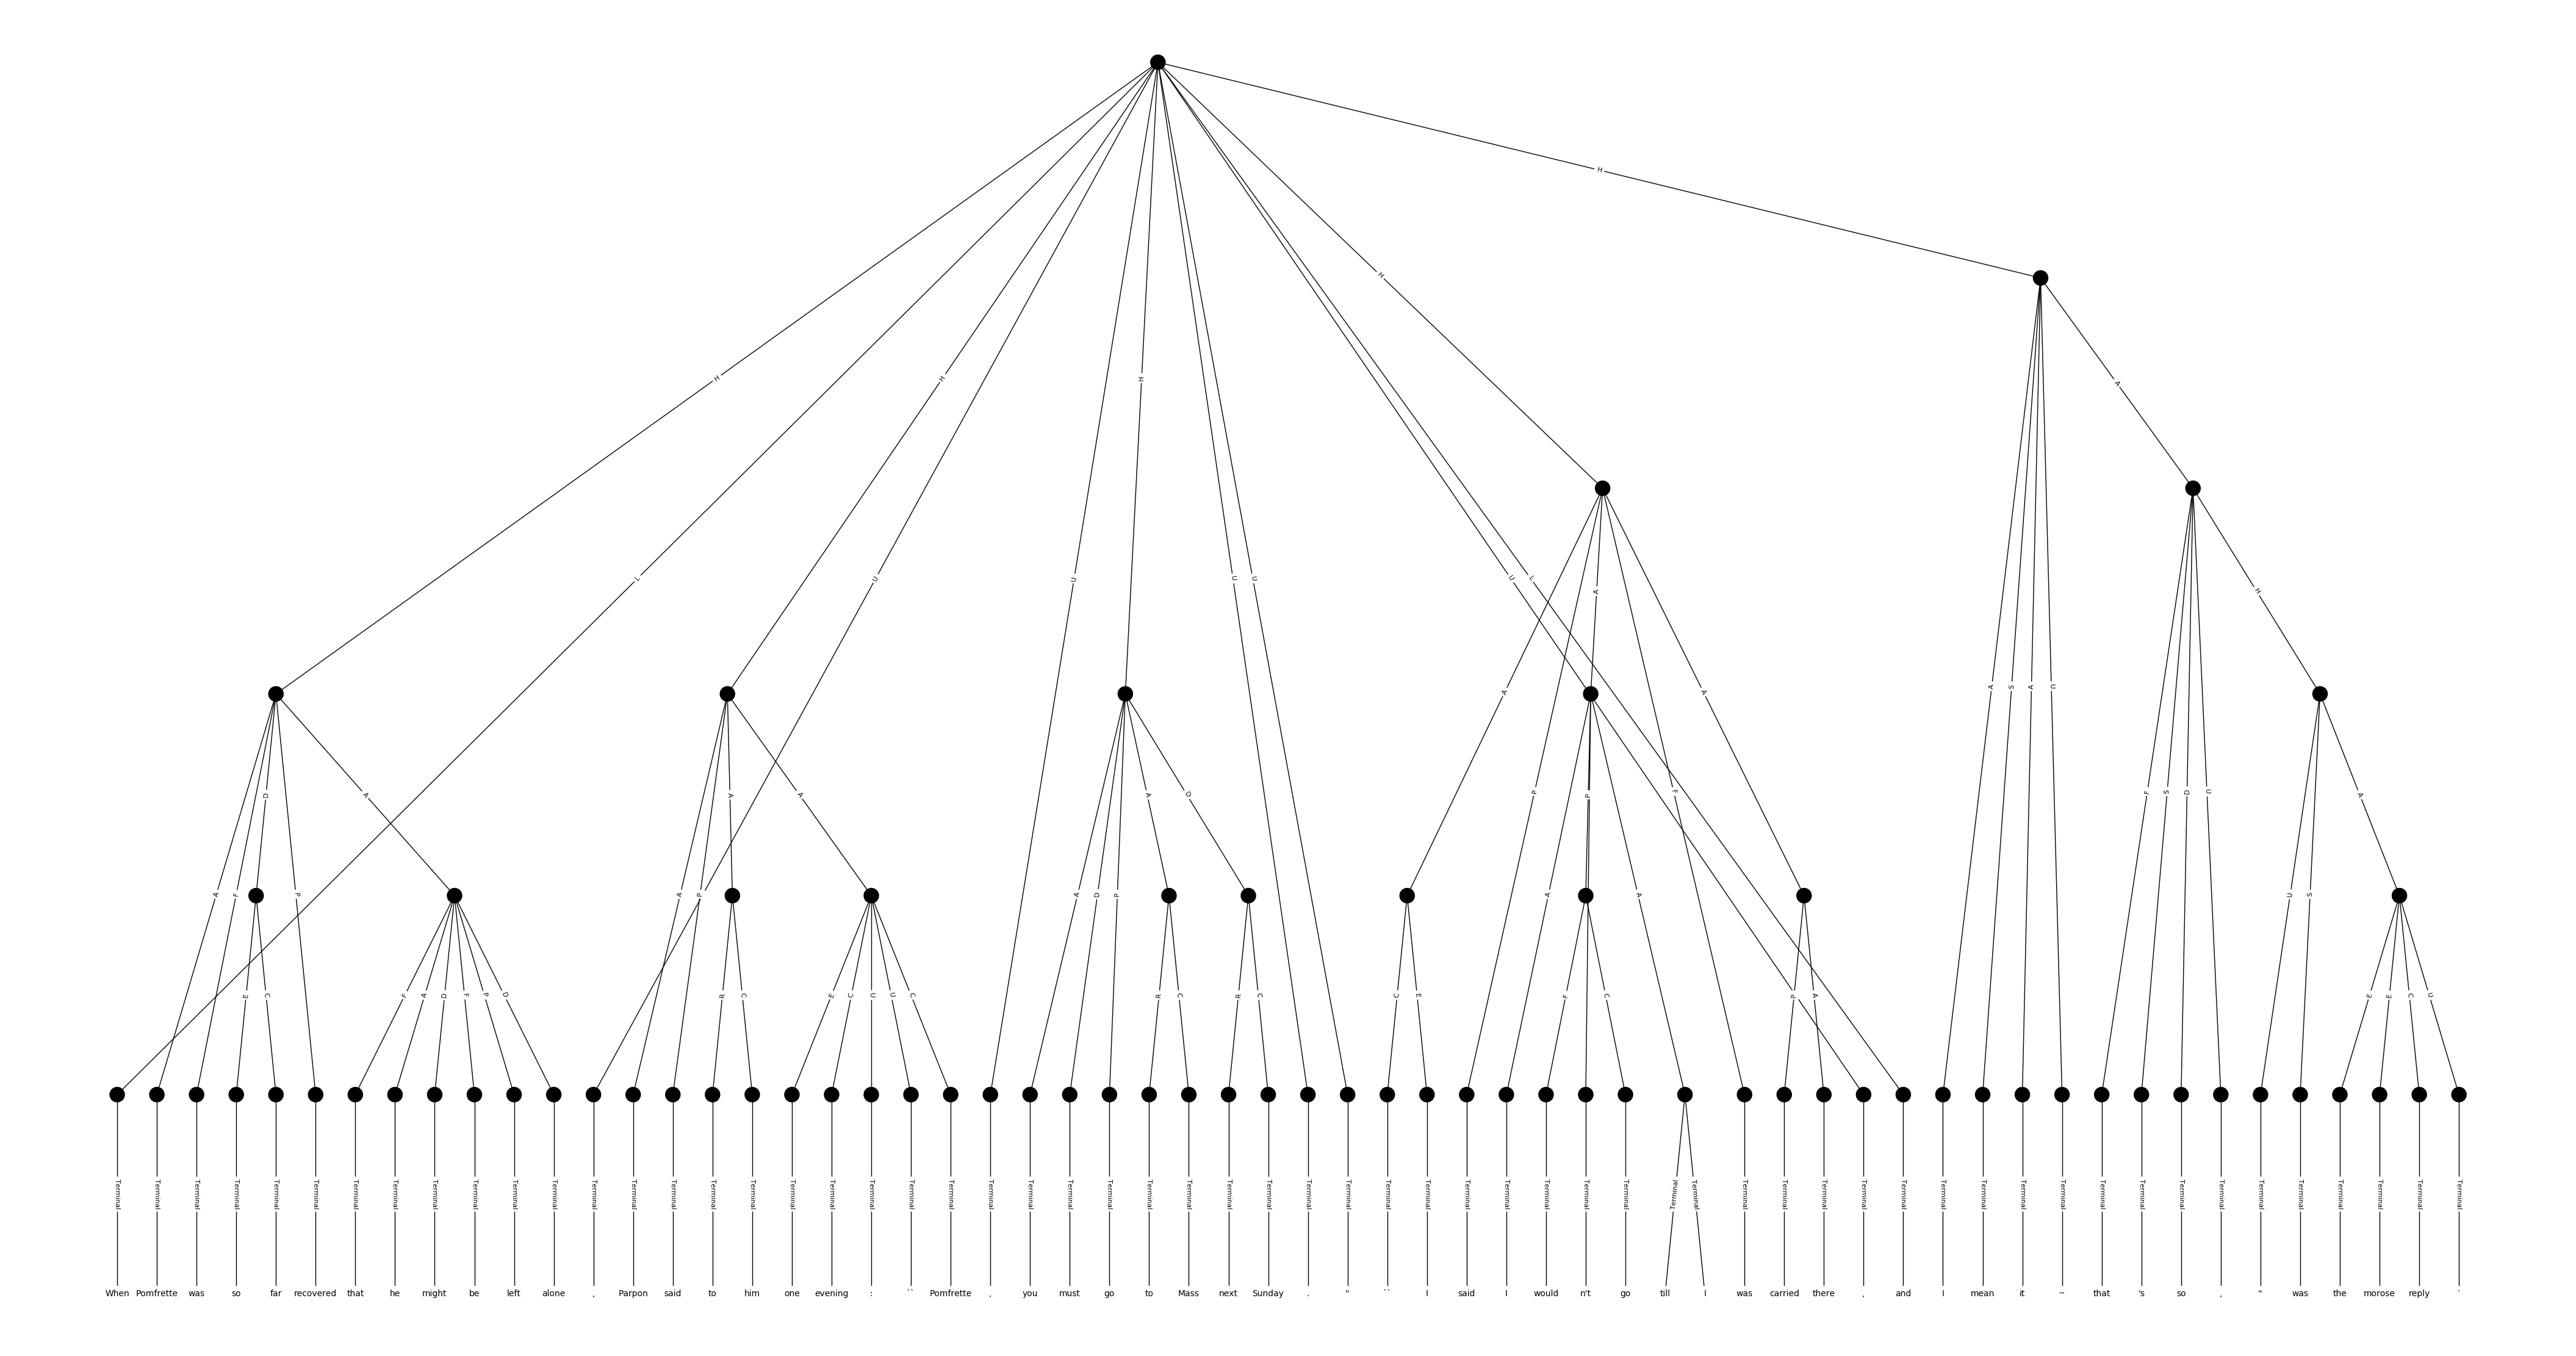 H
H
H
A
H
H
H
L
U
U
U
U
U
L
A
H
A
A
A
S
A
U
D
A
A
A
A
D
P
P
F
F
S
D
U
A
A
F
P
A
P
A
D
P
A
A
U
S
E
C
F
A
D
F
P
D
R
C
E
C
U
U
C
R
C
R
C
C
E
F
C
P
A
E
E
C
U
Terminal Terminal Terminal Terminal Terminal Terminal Terminal Terminal Terminal Terminal Terminal Terminal Terminal Terminal Terminal Terminal Terminal Terminal Terminal Terminal Terminal Terminal Terminal Terminal Terminal Terminal Terminal Terminal Terminal Terminal Terminal Terminal Terminal Terminal Terminal Terminal Terminal Terminal Terminal Terminal Terminal Terminal Terminal Terminal Terminal Terminal Terminal Terminal Terminal Terminal Terminal Terminal Terminal Terminal Terminal Terminal Terminal Terminal Terminal Terminal
When Pomfrette was so far recovered that he might be left alone , Parpon said to him one evening : `` Pomfrette , you must go to Mass next Sunday . " `` I said I would n't go till I was carried there , and I mean it -- that 's so , " was the morose reply .